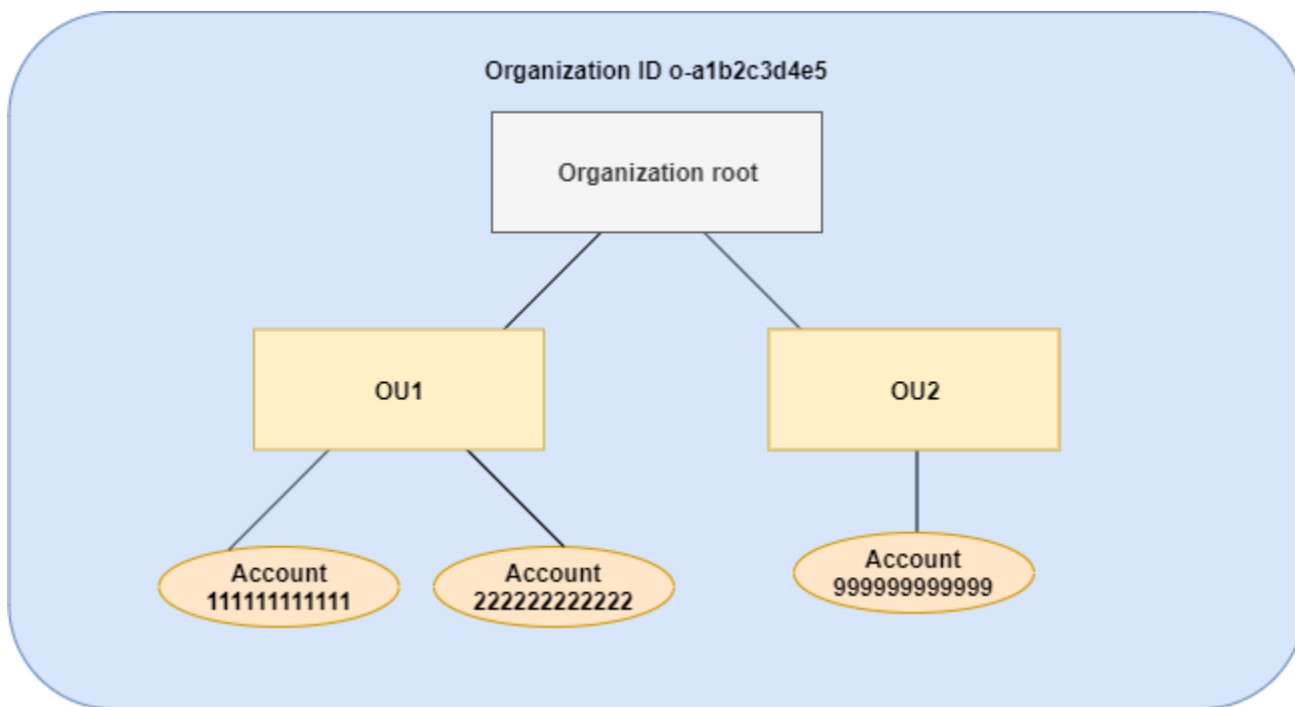 Organization ID o-a1b2c3d4e5
Organization root
OU1
OU2
Account
111111111111
Account
222222222222
Account
999999999999